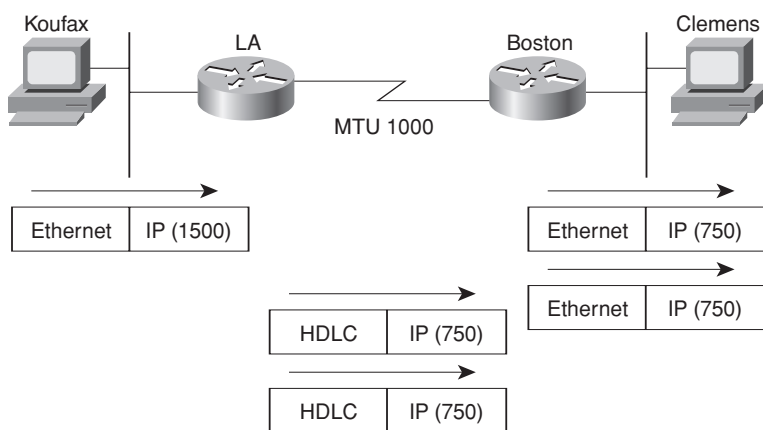 Koufax
LA
Boston
Clemens
MTU 1000
Ethernet IP (1500)
Ethernet IP (750)
Ethernet IP (750)
HDLC IP (750)
HDLC IP (750)